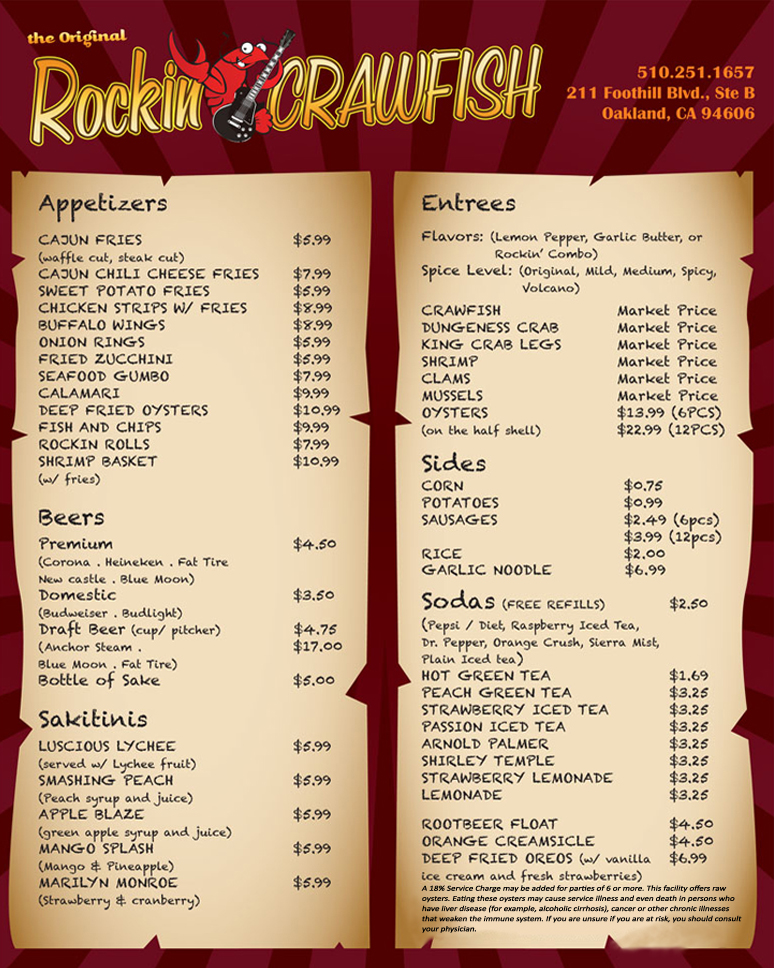 the Original
Rockin CRAWFISH
510.251.1657
211 Foothill Blvd., Ste B
Oakland, CA 94606
Appetizers
CAJUN FRIES $5.99
(waffle cut, steak cut)
CAJUN CHILI CHEESE FRIES $7.99
SWEET POTATO FRIES $5.99
CHICKEN STRIPS W/ FRIES $8.99
BUFFALO WINGS $8.99
ONION RINGS $5.99
FRIED ZUCCHINI $5.99
SEAFOOD GUMBO $7.99
CALAMARI $9.99
DEEP FRIED OYSTERS $10.99
FISH AND CHIPS $9.99
ROCKIN ROLLS $7.99
SHRIMP BASKET $10.99
(w/ fries)
Beers
Premium $4.50
(Corona . Heineken . Fat Tire
New castle . Blue Moon)
Domestic $3.50
(Budweiser . Budlight)
Draft Beer (cup/ pitcher) $4.75
(Anchor Steam . $17.00
Blue Moon . Fat Tire)
Bottle of Sake $5.00
Sakitinis
LUSCIOUS LYCHEE $5.99
(served w/ Lychee fruit)
SMASHING PEACH $5.99
(Peach syrup and juice)
APPLE BLAZE $5.99
(green apple syrup and juice)
MANGO SPLASH $5.99
(Mango & Pineapple)
MARILYN MONROE $5.99
(Strawberry & cranberry)
Entrees
Flavors: (Lemon Pepper, Garlic Butter, or
Rockin' Combo)
Spice Level: (Original, Mild, Medium, Spicy,
Volcano)
CRAWFISH Market Price
DUNGENESS CRAB Market Price
KING CRAB LEGS Market Price
SHRIMP Market Price
CLAMS Market Price
MUSSELS Market Price
OYSTERS $13.99 (6PCS)
(on the half shell) $22.99 (12PCS)
Sides
CORN $0.75
POTATOES $0.99
SAUSAGES $2.49 (6pcs)
$3.99 (12pcs)
RICE $2.00
GARLIC NOODLE $6.99
Sodas (FREE REFILLS) $2.50
(Pepsi / Diet, Raspberry Iced Tea,
Dr. Pepper, Orange Crush, Sierra Mist,
Plain Iced tea)
HOT GREEN TEA $1.69
PEACH GREEN TEA $3.25
STRAWBERRY ICED TEA $3.25
PASSION ICED TEA $3.25
ARNOLD PALMER $3.25
SHIRLEY TEMPLE $3.25
STRAWBERRY LEMONADE $3.25
LEMONADE $3.25
ROOTBEER FLOAT $4.50
ORANGE CREAMSICLE $4.50
DEEP FRIED OREOS (w/ vanilla $6.99
ice cream and fresh strawberries)
A 18% Service Charge may be added for parties of 6 or more. This facility offers raw
oysters. Eating these oysters may cause service illness and even death in persons who
have liver disease (for example, alcoholic cirrhosis), cancer or other chronic illnesses
that weaken the immune system. If you are unsure if you are at risk, you should consult
your physician.